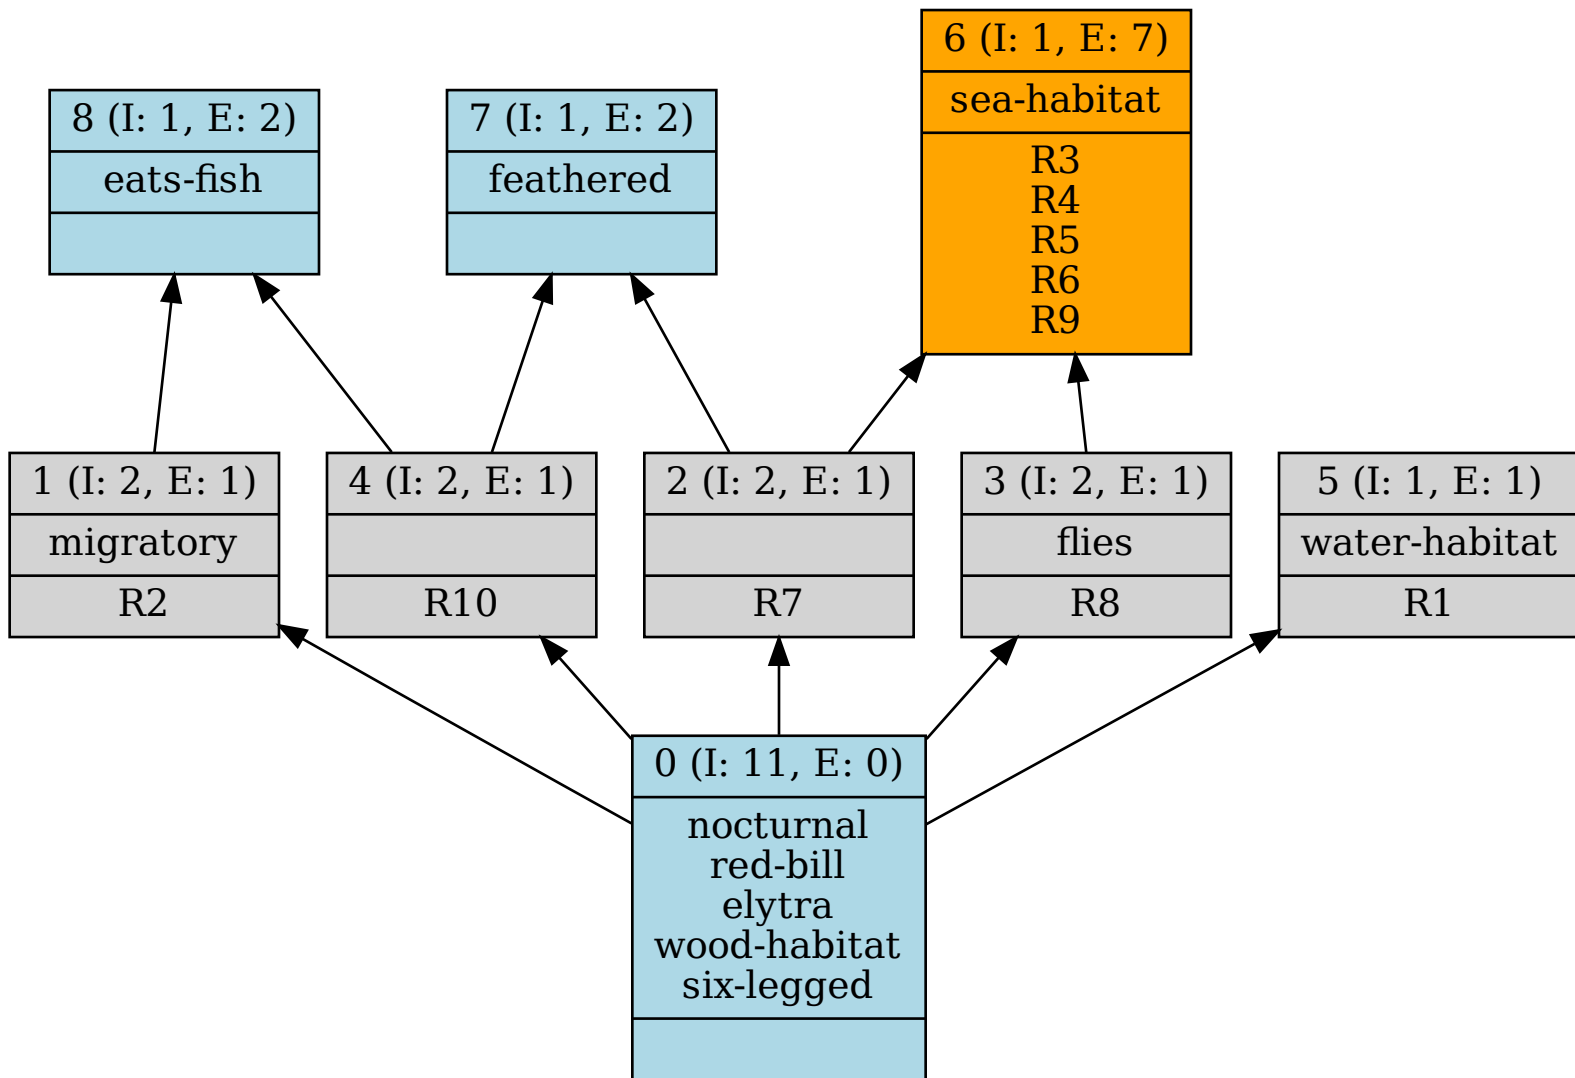 6 (I: 1, E: 7)
sea-habitat
R3
R4
R5
R6
R9
8 (I: 1, E: 2)
eats-fish
7 (I: 1, E: 2)
feathered
1 (I: 2, E: 1)
migratory
R2
4 (I: 2, E: 1)
R10
2 (I: 2, E: 1)
R7
3 (I: 2, E: 1)
flies
R8
5 (I: 1, E: 1)
water-habitat
R1
0 (I: 11, E: 0)
nocturnal
red-bill
elytra
wood-habitat
six-legged